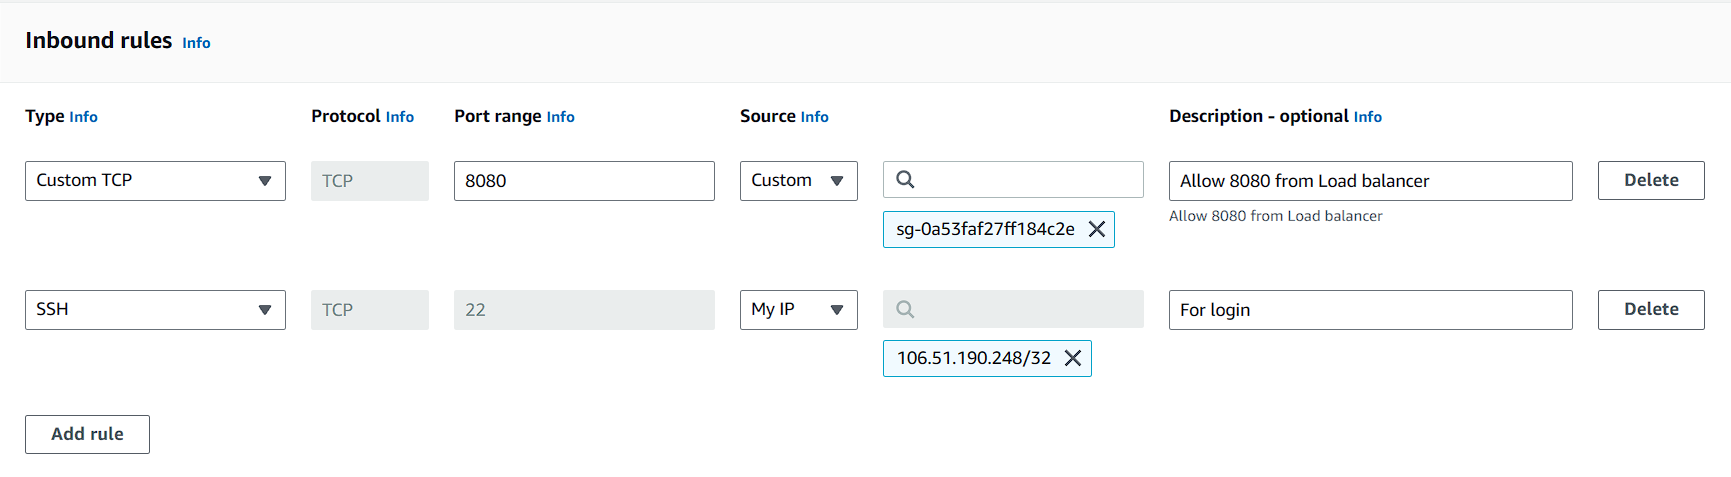 Inbound rules Info
Type Info Protocol Info Port range Info Source Info Description - optional Info
Custom TCP TCP 8080 Custom Allow 8080 from Load balancer Delete
Allow 8080 from Load balancer
sg-0a53faf27ff184c2e
SSH TCP 22 My IP For login Delete
106.51.190.248/32
Add rule